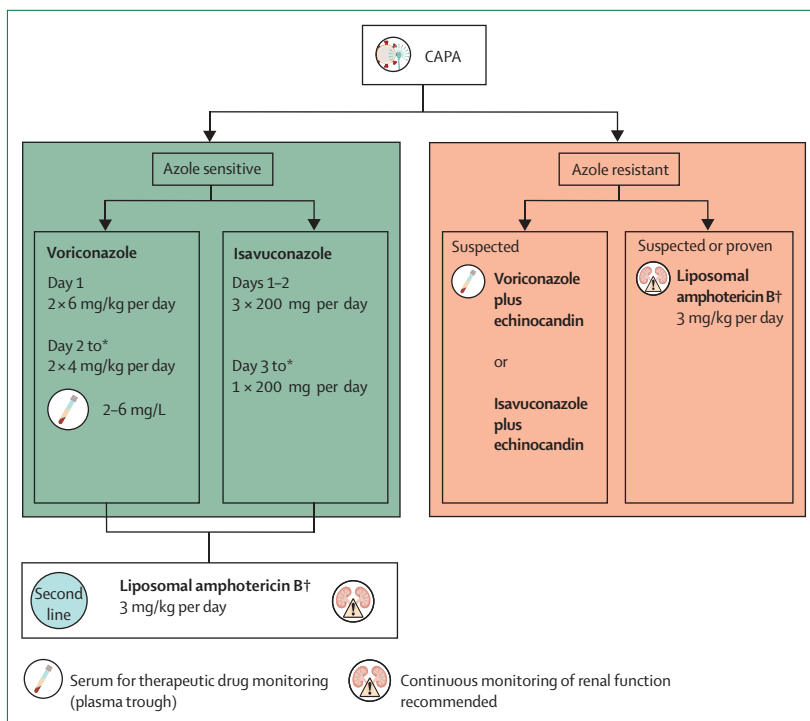 CAPA
Azole sensitive
Voriconazole
Day 1
2 × 6 mg/kg per day
Day 2 to*
2 × 4 mg/kg per day
2–6 mg/L
Isavuconazole
Days 1–2
3 × 200 mg per day
Day 3 to*
1 × 200 mg per day
Azole resistant
Suspected
Voriconazole
plus
echinocandin
or
Isavuconazole
plus
echinocandin
Suspected or proven
Liposomal
amphotericin B†
3 mg/kg per day
Second
line
Liposomal amphotericin B†
3 mg/kg per day
Serum for therapeutic drug monitoring
(plasma trough)
Continuous monitoring of renal function
recommended